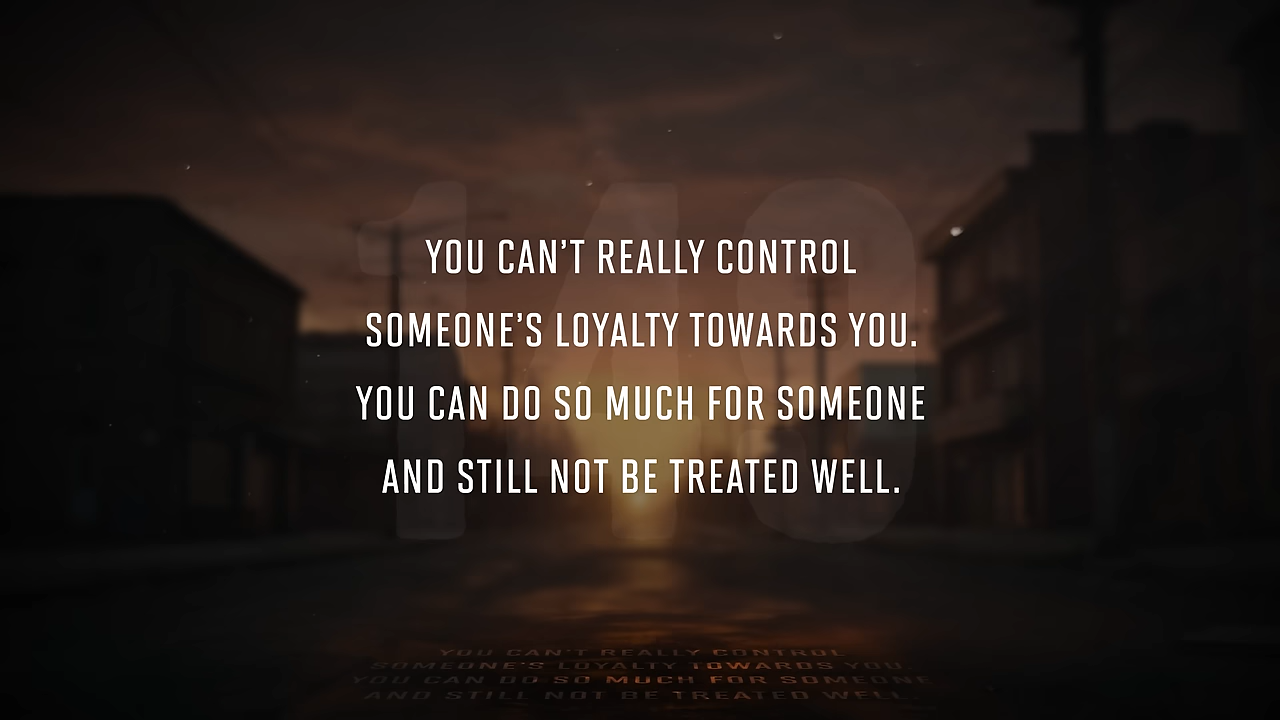 149
YOU CAN'T REALLY CONTROL
SOMEONE'S LOYALTY TOWARDS YOU.
YOU CAN DO SO MUCH FOR SOMEONE
AND STILL NOT BE TREATED WELL.
YOU CAN'T REALLY CONTROL
SOMEONE'S LOYALTY TOWARDS YOU.
YOU CAN DO SO MUCH FOR SOMEONE
AND STILL NOT BE TREATED WELL.